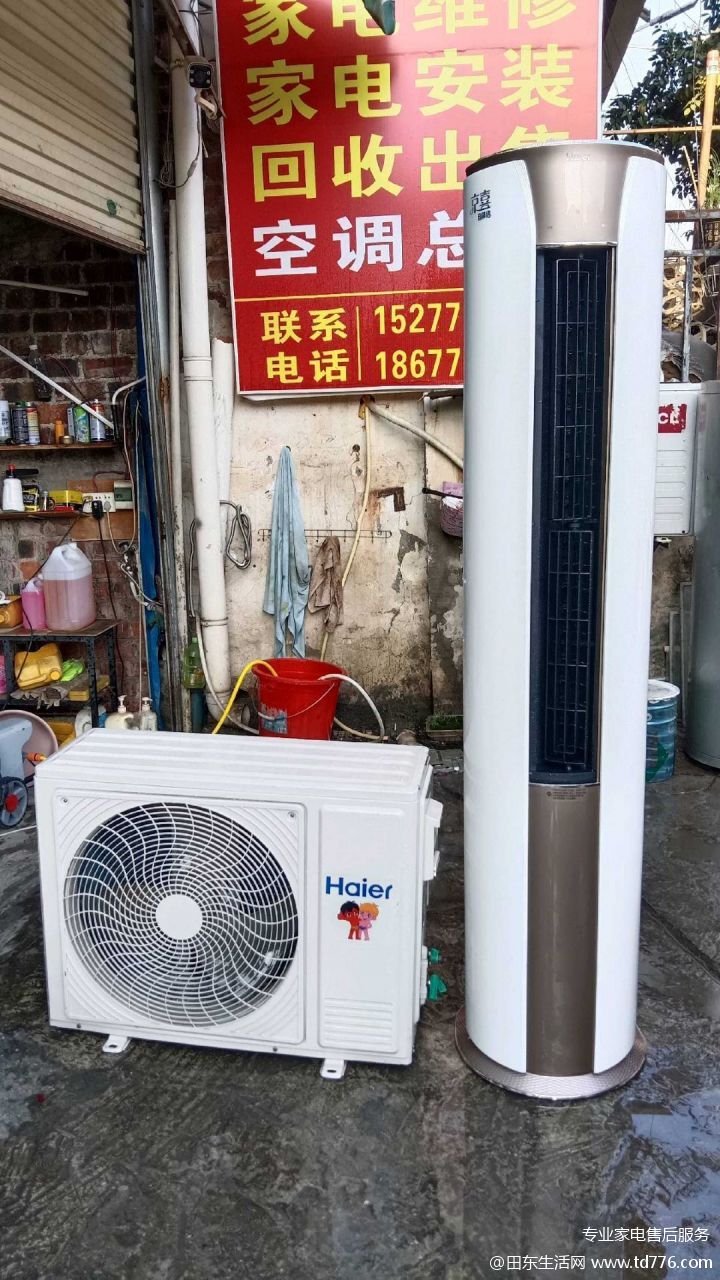 家电维修
家电安装
回收出售
空调总
联系 15277
电话 18677
Haier
Haier
专业家电售后服务
@田东生活网 www.td776.com